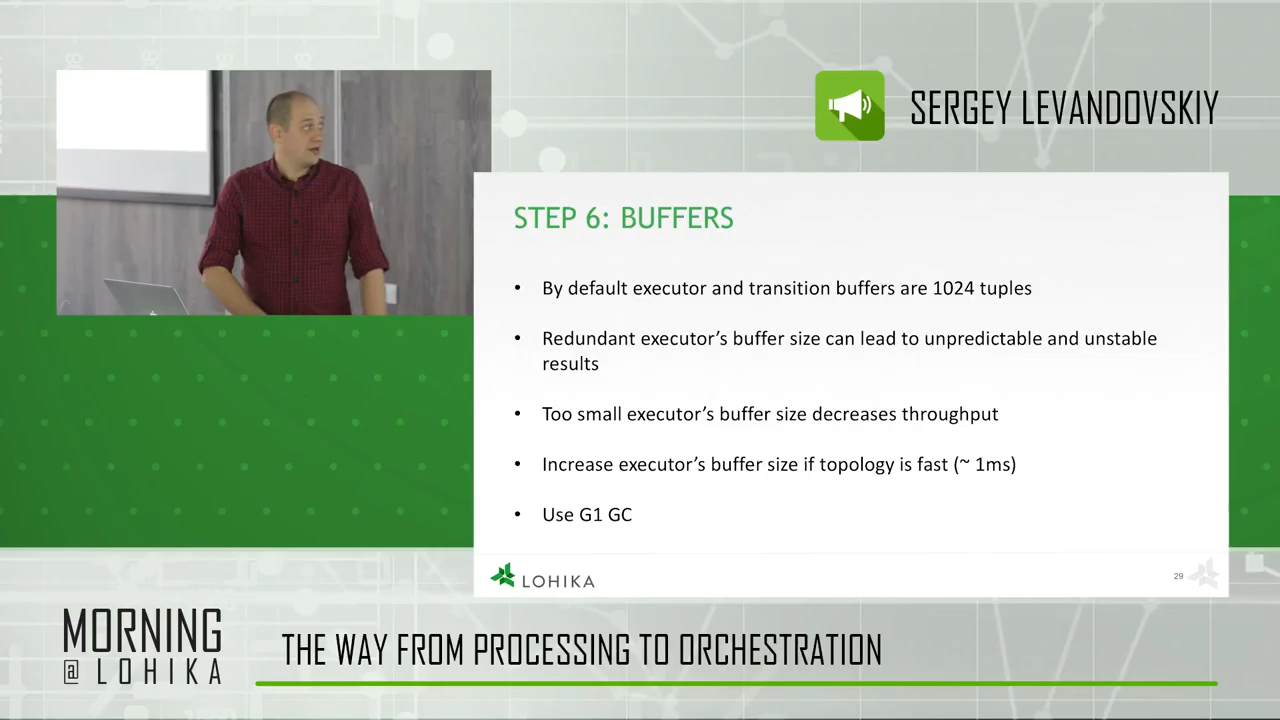 SERGEY LEVANDOVSKIY
STEP 6: BUFFERS
• By default executor and transition buffers are 1024 tuples
• Redundant executor’s buffer size can lead to unpredictable and unstable
results
• Too small executor’s buffer size decreases throughput
• Increase executor’s buffer size if topology is fast (~ 1ms)
• Use G1 GC
LOHIKA
29
MORNING
@LOHIKA
THE WAY FROM PROCESSING TO ORCHESTRATION